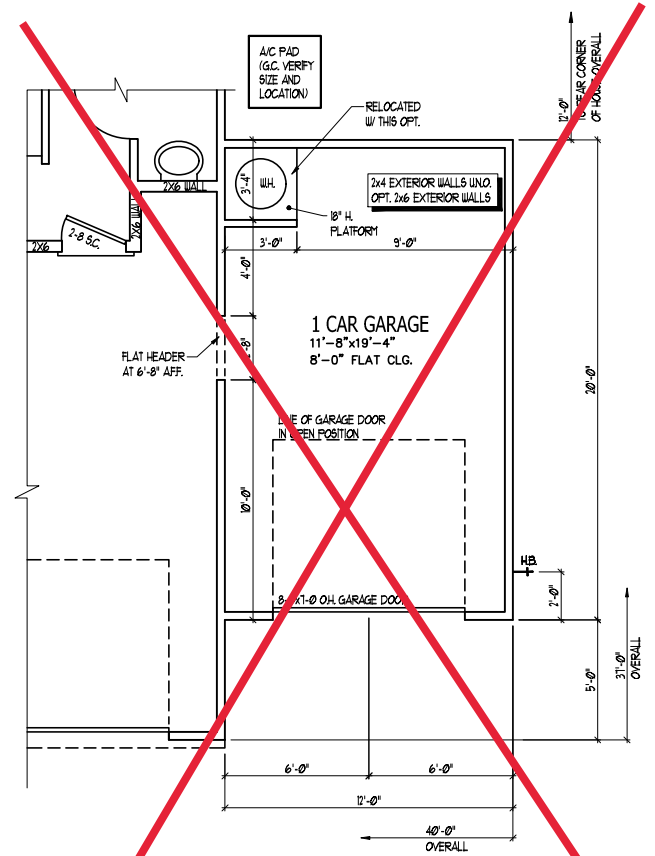 A/C PAD
(G.C. VERIFY
SIZE AND
LOCATION)
RELOCATED
W/ THIS OPT.
12'-0"
TO REAR CORNER
OF HOUSE OVERALL
W.H.
3'-4"
2x4 EXTERIOR WALLS U.N.O.
OPT. 2x6 EXTERIOR WALLS
2X6 WALL
2X6 WALL
18" H.
PLATFORM
2X6
2-8 S.C.
3'-0"
9'-0"
4'-0"
1 CAR GARAGE
11'-8"x19'-4"
8'-0" FLAT CLG.
FLAT HEADER
AT 6'-8" AFF.
20'-0"
OF GARAGE DOOR
IN OPEN POSITION
10'-0"
H.B.
2'-0"
O.H. GARAGE DOOR
5'-0"
37'-0"
OVERALL
6'-0"
6'-0"
12'-0"
40'-0"
OVERALL